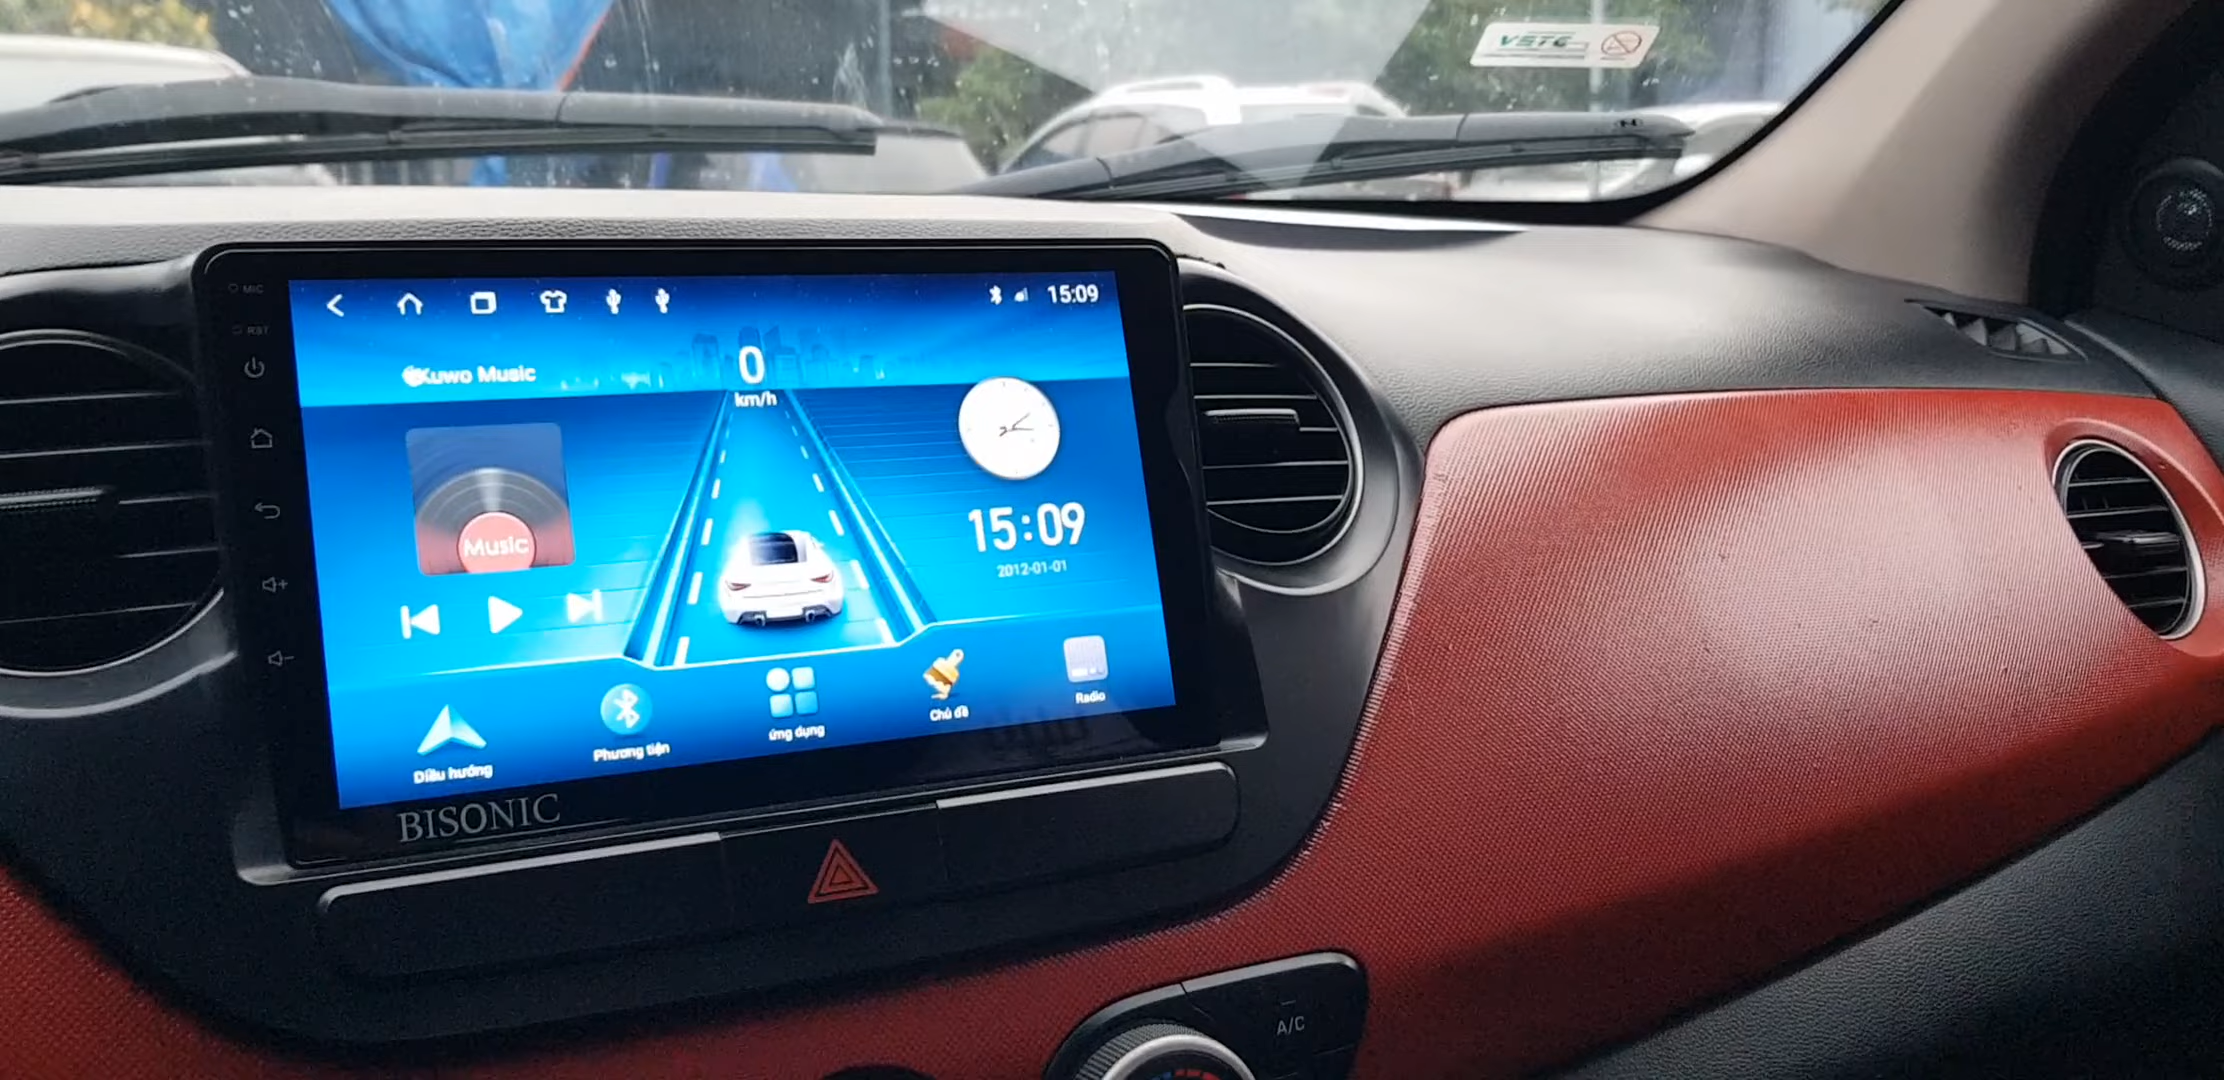 VSTG
MIC
RST
15:09
Kuwo Music
0
km/h
Music
15:09
2012-01-01
Điều hướng
Phương tiện
ứng dụng
Chủ đề
Radio
BISONIC
A/C